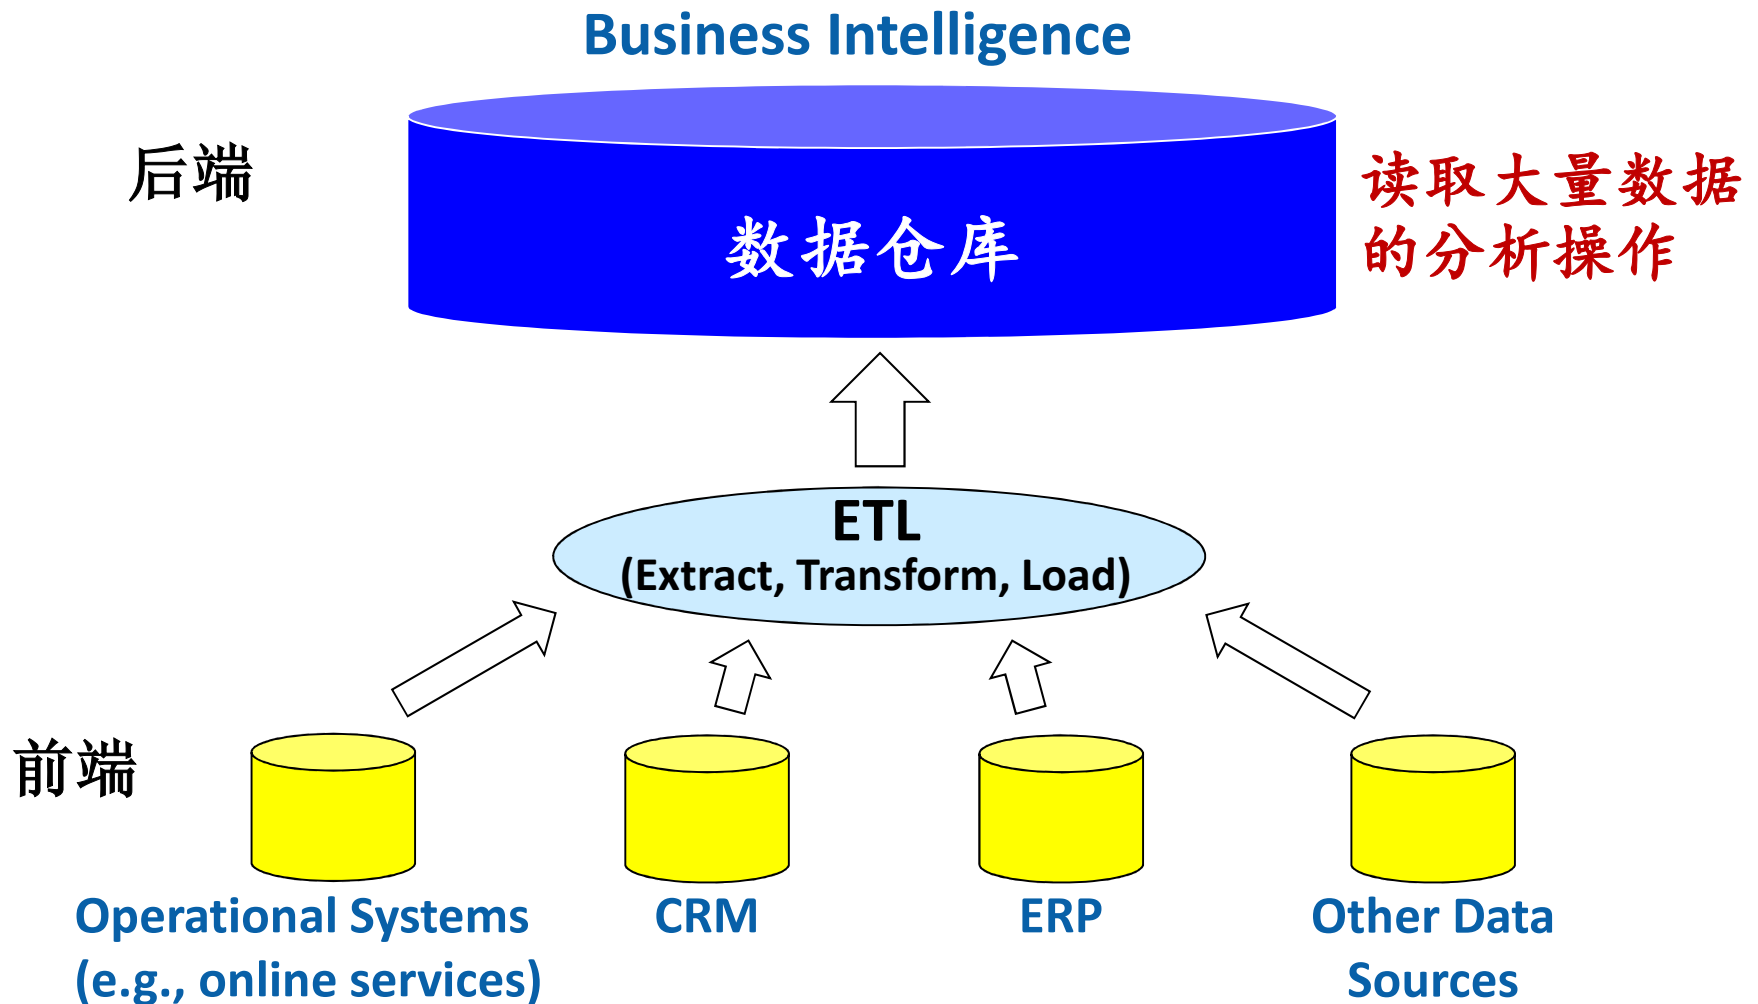 Business Intelligence
后端
数据仓库
读取大量数据
的分析操作
ETL
(Extract, Transform, Load)
前端
Operational Systems
(e.g., online services)
CRM
ERP
Other Data
Sources